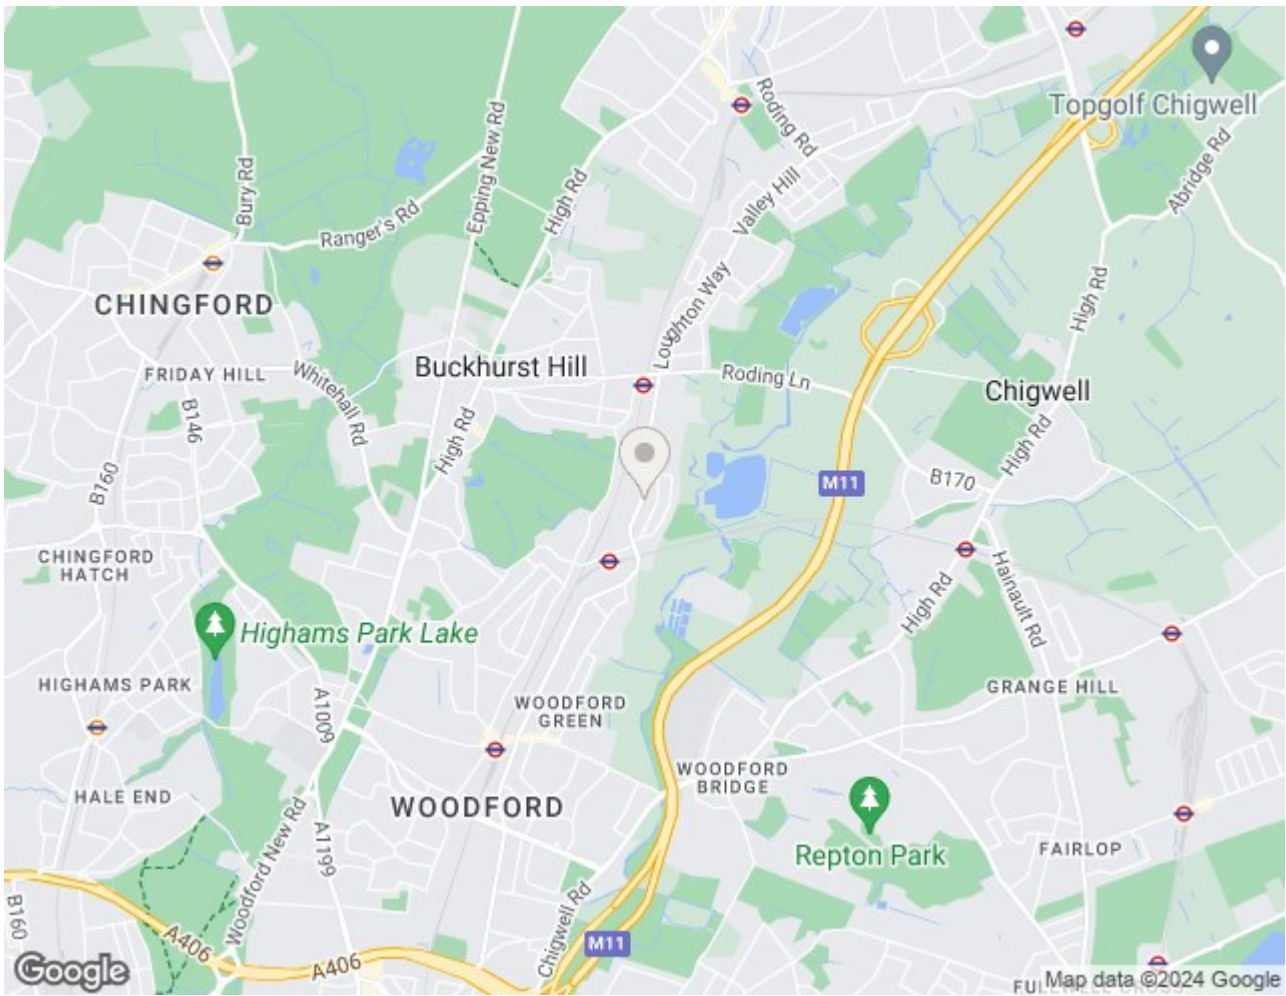 Topgolf Chigwell
Roding Rd
Epping New Rd
High Rd
Bury Rd
Ranger's Rd
Valley Hill
Abridge Rd
CHINGFORD
Loughton Way
High Rd
FRIDAY HILL
Whitehall Rd
Buckhurst Hill
Roding Ln
Chigwell
B146
High Rd
High Rd
B160
M11
B170
CHINGFORD
HATCH
Hainault Rd
High Rd
Highams Park Lake
HIGHAMS PARK
A1009
WOODFORD
GREEN
GRANGE HILL
WOODFORD
BRIDGE
HALE END
WOODFORD
Woodford New Rd
A1199
Repton Park
FAIRLOP
B160
A406
A406
Chigwell Rd
M11
Google
FULLWELL CROSS
Map data ©2024 Google